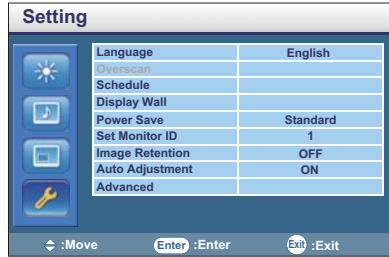 Setting
Language English
Overscan
Schedule
Display Wall
Power Save Standard
Set Monitor ID 1
Image Retention OFF
Auto Adjustment ON
Advanced
:Move Enter :Enter Exit :Exit